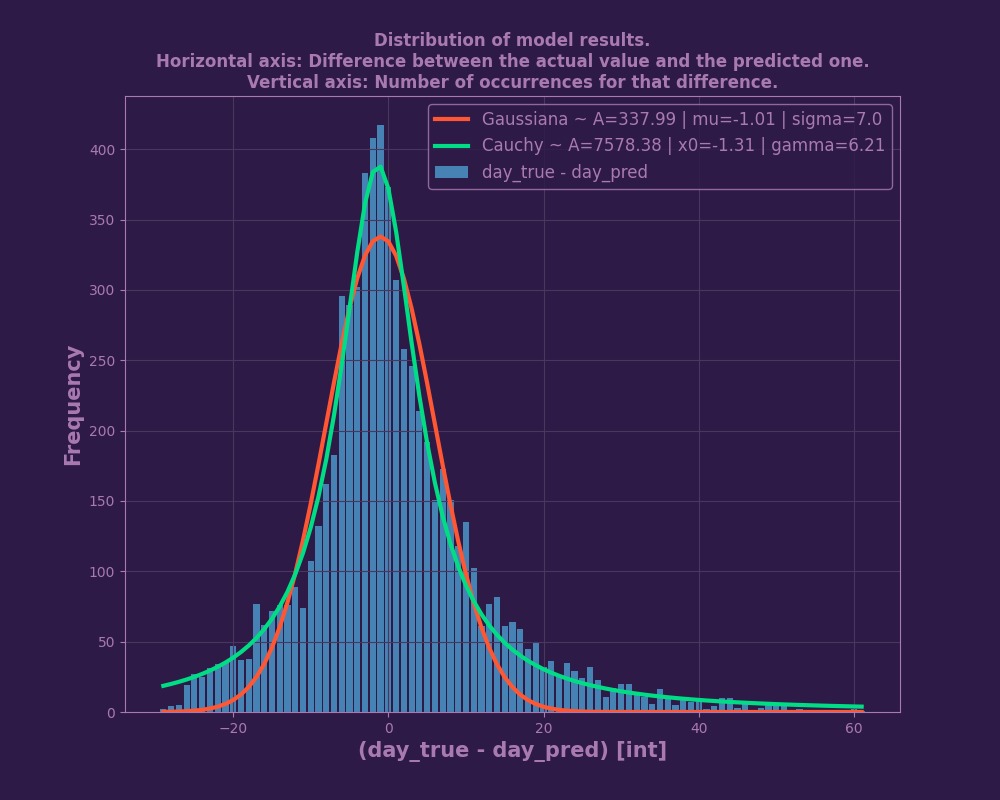 Distribution of model results.
Horizontal axis: Difference between the actual value and the predicted one.
Vertical axis: Number of occurrences for that difference.
Gaussiana ~ A=337.99 | mu=-1.01 | sigma=7.0
Cauchy ~ A=7578.38 | x0=-1.31 | gamma=6.21
day_true - day_pred
Frequency
400
350
300
250
200
150
100
50
0
−20 0 20 40 60
(day_true - day_pred) [int]